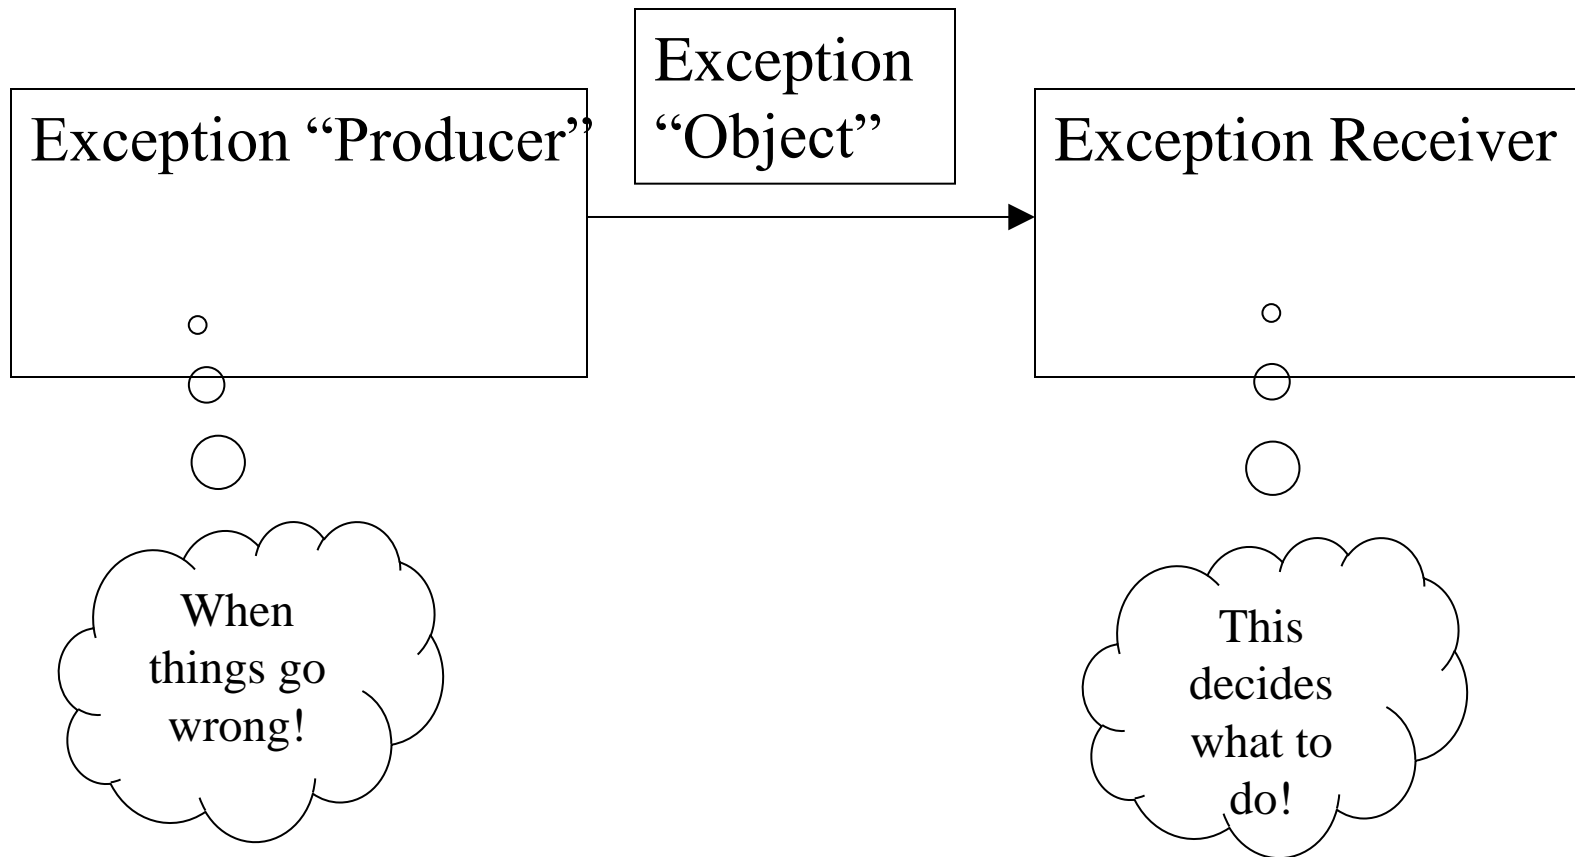 Exception “Producer”
Exception
“Object”
Exception Receiver
When
things go
wrong!
This
decides
what to
do!